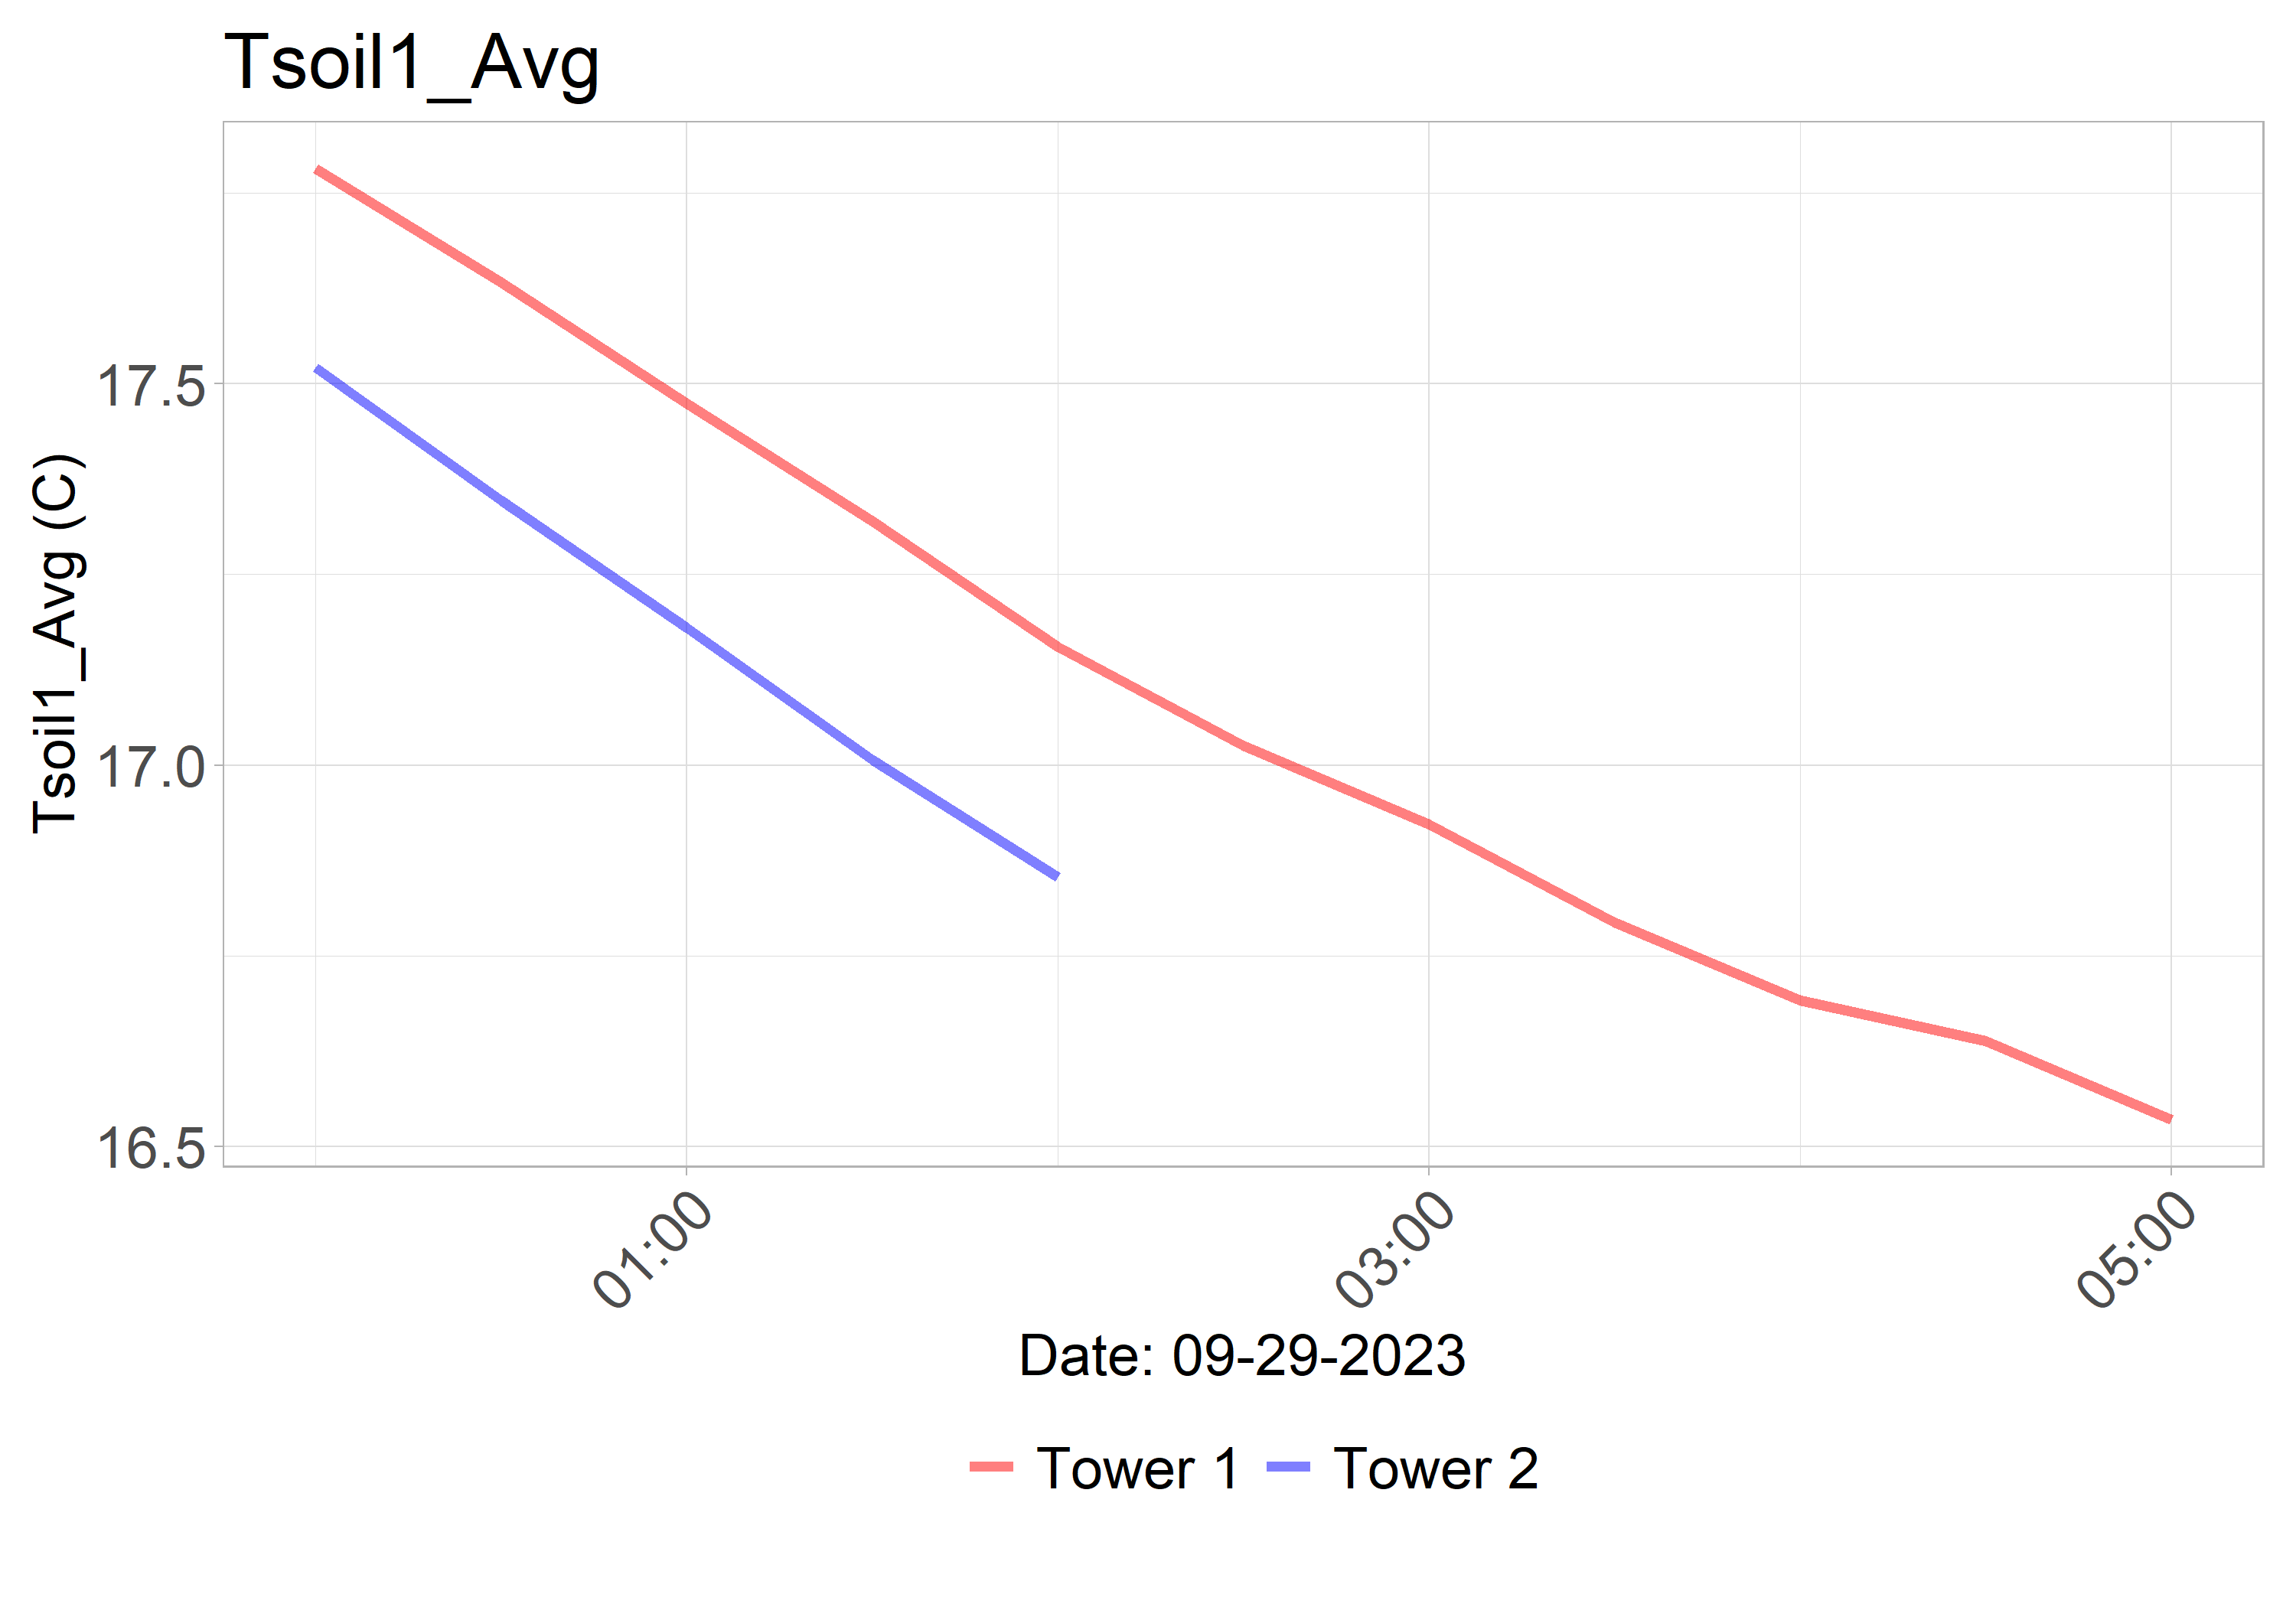 Tsoil1_Avg
Tsoil1_Avg (C)
17.5
17.0
16.5
01:00
03:00
05:00
Date: 09-29-2023
Tower 1
Tower 2